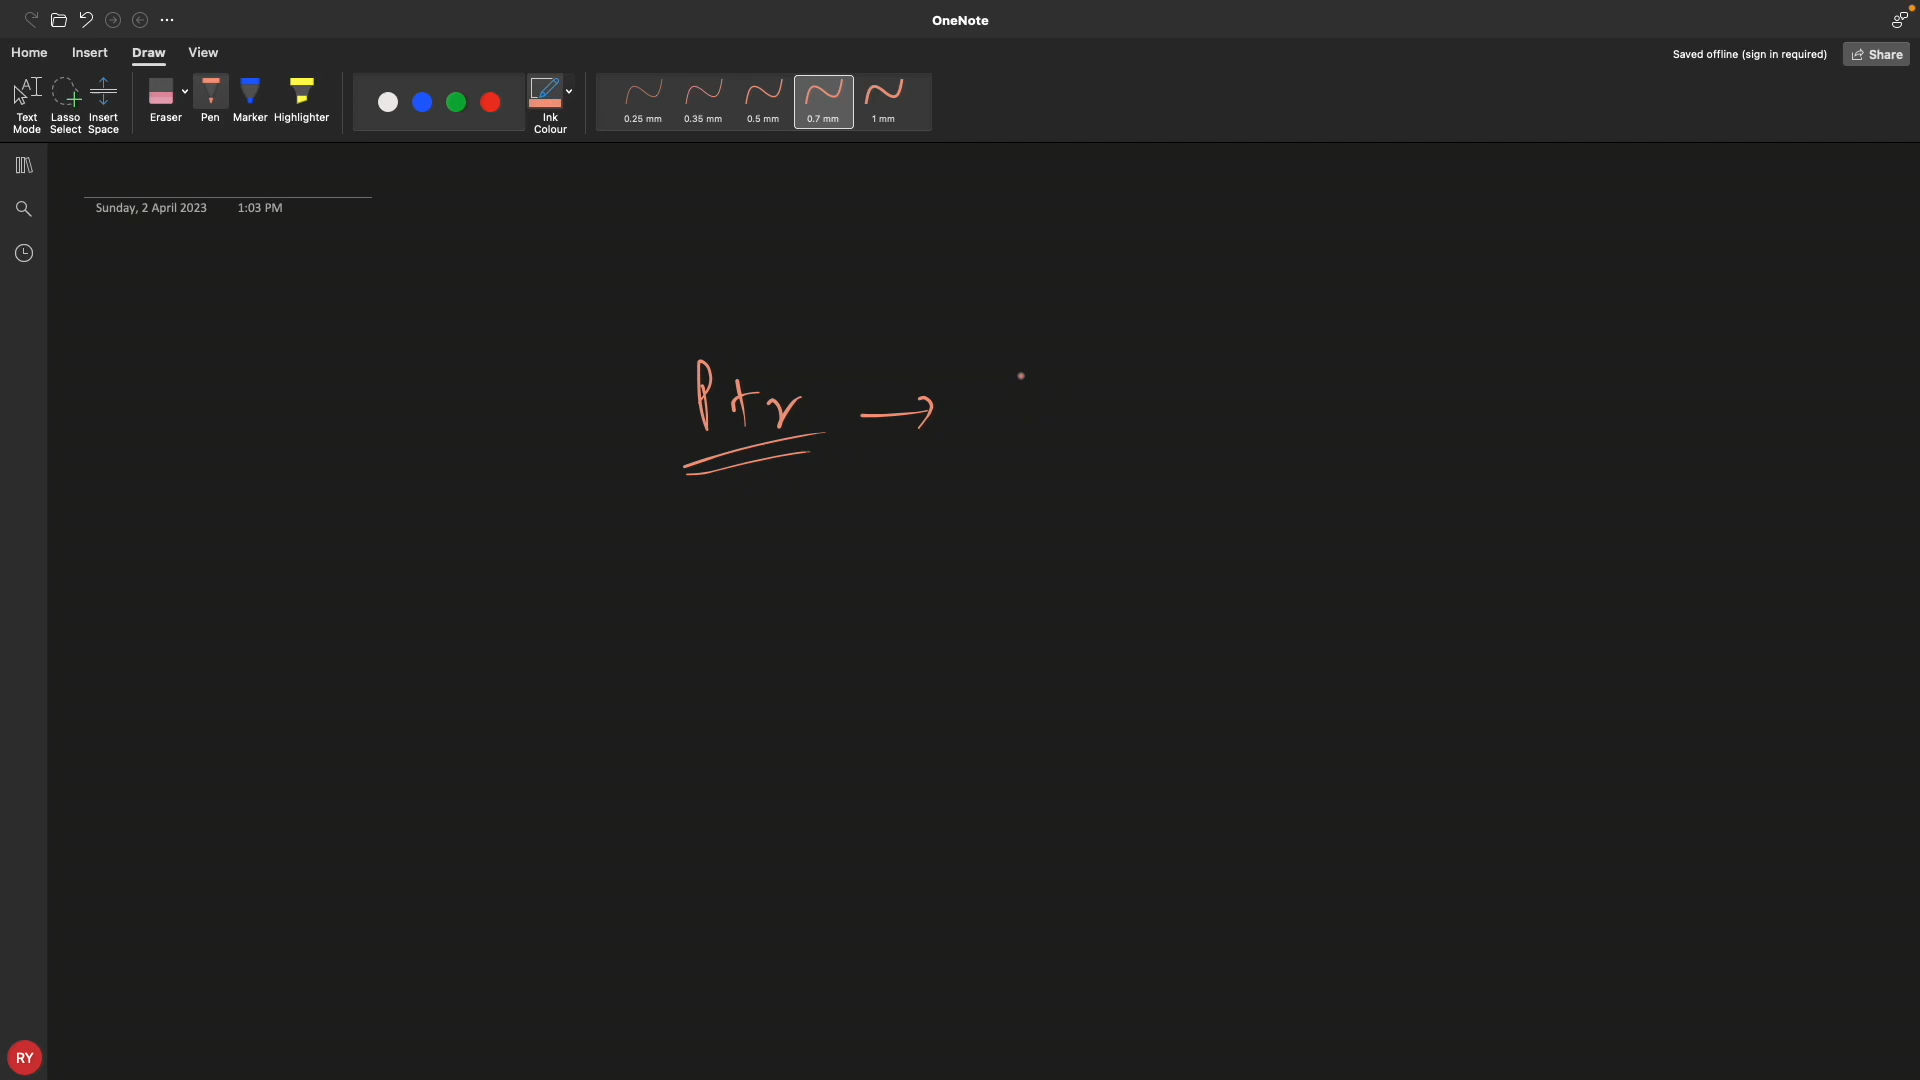 OneNote
Home Insert Draw View
Saved offline (sign in required) Share
Text Mode
Lasso Select
Insert Space
Eraser Pen Marker Highlighter
Ink Colour
0.25 mm 0.35 mm 0.5 mm 0.7 mm 1 mm
Sunday, 2 April 2023 1:03 PM
Ptr →
RY